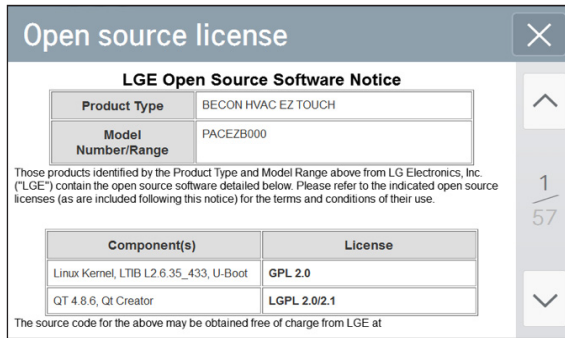 Open source license
LGE Open Source Software Notice
Product Type BECON HVAC EZ TOUCH
Model
Number/Range PACEZB000
Those products identified by the Product Type and Model Range above from LG Electronics, Inc.
("LGE") contain the open source software detailed below. Please refer to the indicated open source
licenses (as are included following this notice) for the terms and conditions of their use.
1
57
Component(s) License
Linux Kernel, LTIB L2.6.35_433, U-Boot GPL 2.0
QT 4.8.6, Qt Creator LGPL 2.0/2.1
The source code for the above may be obtained free of charge from LGE at